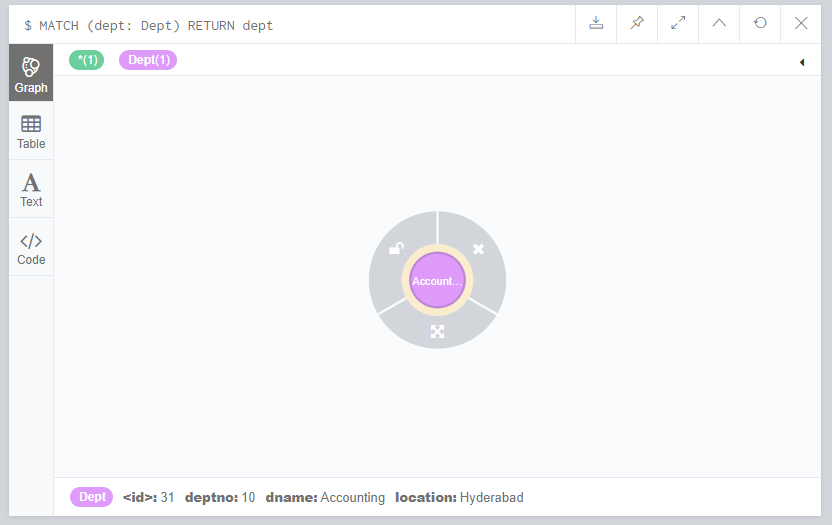 $ MATCH (dept: Dept) RETURN dept
*(1) Dept(1)
Graph
Table
A
Text
</>
Code
Account...
Dept <id>: 31 deptno: 10 dname: Accounting location: Hyderabad